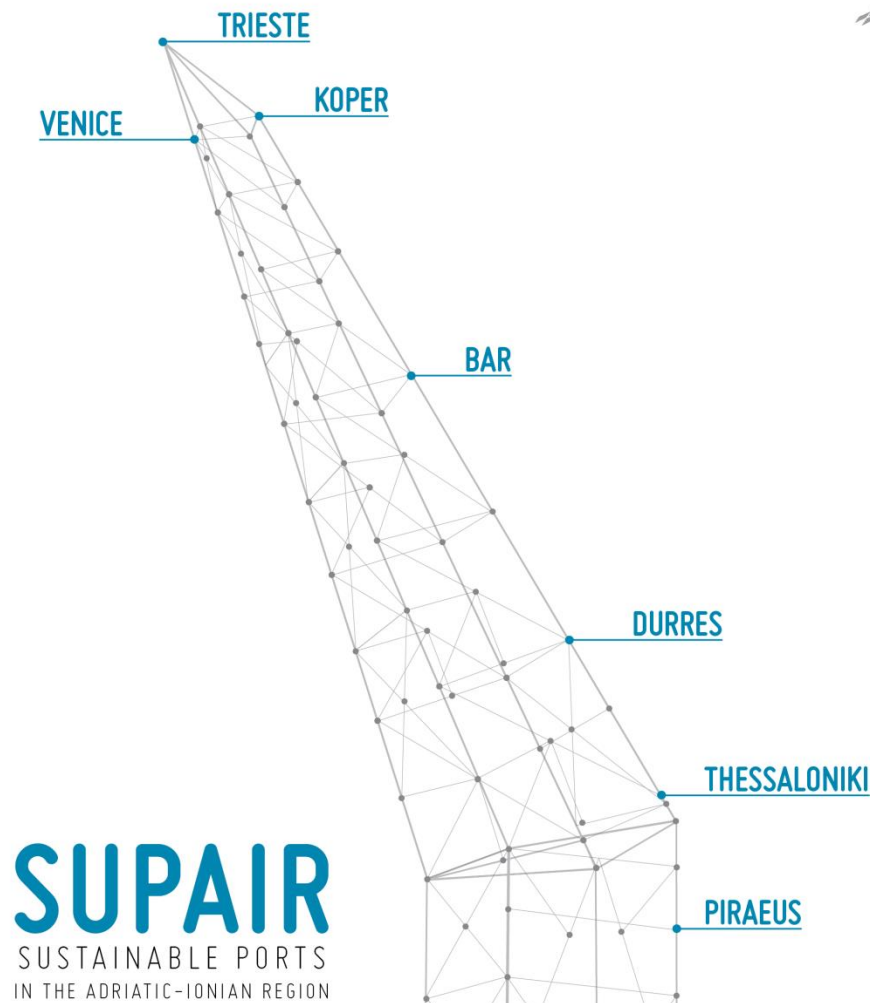 TRIESTE
KOPER
VENICE
BAR
DURRES
THESSALONIKI
PIRAEUS
SUPAIR
SUSTAINABLE PORTS
IN THE ADRIATIC-IONIAN REGION